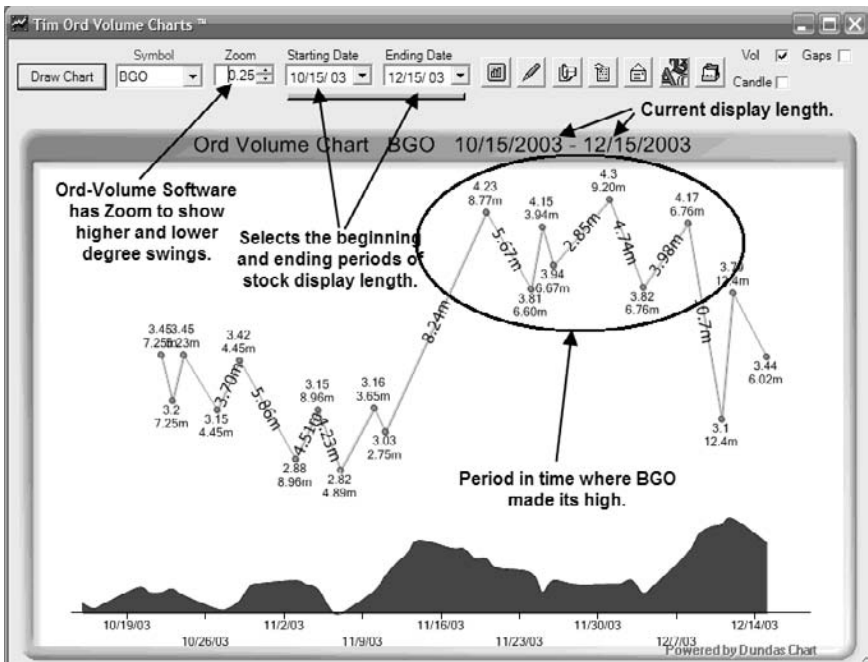 Tim Ord Volume Charts ™
Symbol
Zoom
Starting Date
Ending Date
Vol
Gaps
Draw Chart
BGO
0.25
10/15/ 03
12/15/ 03
Candle
Current display length.
Ord Volume Chart BGO 10/15/2003 - 12/15/2003
Ord-Volume Software
has Zoom to show
higher and lower
degree swings.
Selects the beginning
and ending periods of
stock display length.
4.23
8.77m
4.15
3.94m
4.3
9.20m
4.17
6.76m
5.67m
2.85m
4.74m
3.98m
3.94
6.67m
3.81
6.60m
3.82
6.76m
8.24m
0.7m
12.4m
3.45
3.45
7.25m
3.2
7.25m
3.42
4.45m
3.15
4.45m
3.70m
5.86m
3.15
8.96m
2.88
8.96m
4.51m
4.23m
2.82
4.89m
3.16
3.65m
3.03
2.75m
3.44
6.02m
3.1
12.4m
Period in time where BGO
made its high.
10/19/03
11/2/03
11/16/03
11/30/03
12/14/03
10/26/03
11/9/03
11/23/03
12/7/03
Powered by Dundas Chart